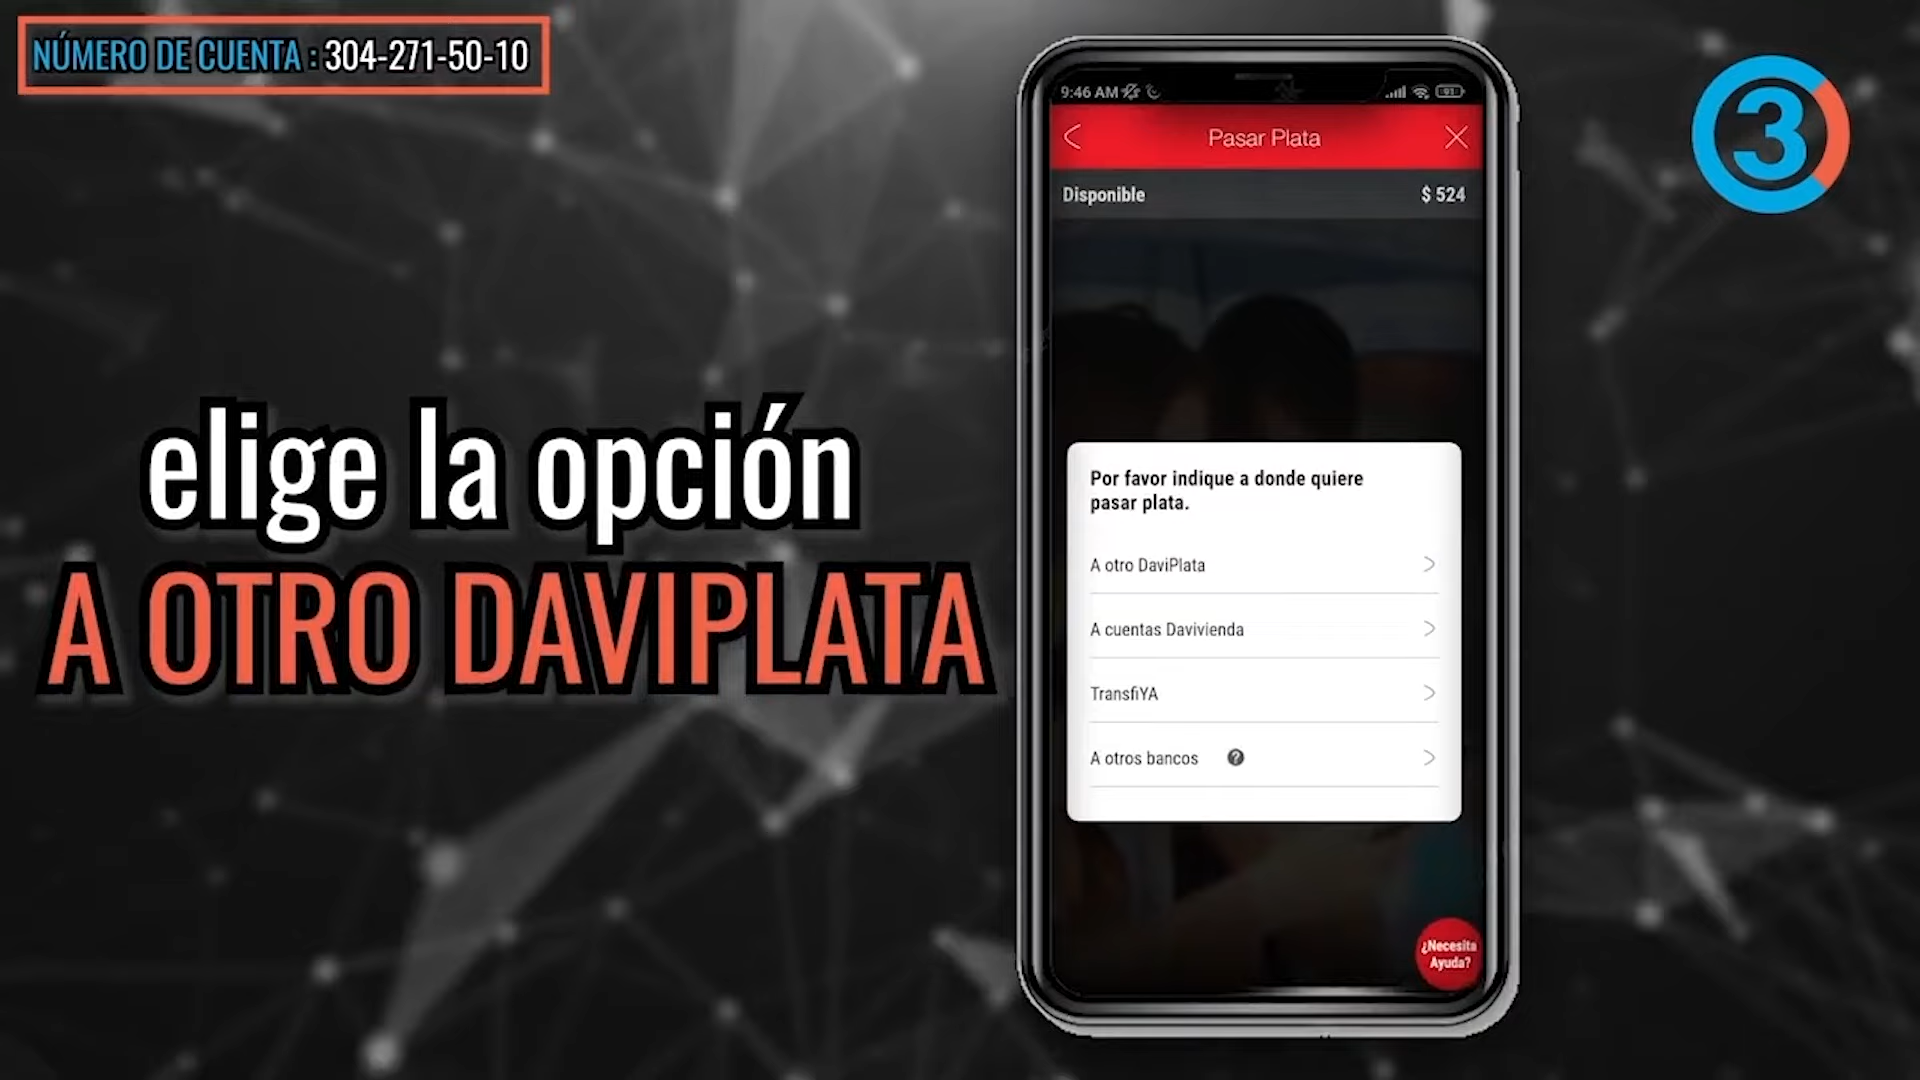 NÚMERO DE CUENTA : 304-271-50-10
3
elige la opción
A OTRO DAVIPLATA
9:46 AM
91
Pasar Plata
Disponible $ 524
Por favor indique a donde quiere
pasar plata.
A otro DaviPlata
A cuentas Davivienda
TransfiYA
A otros bancos ?
¿Necesita
Ayuda?